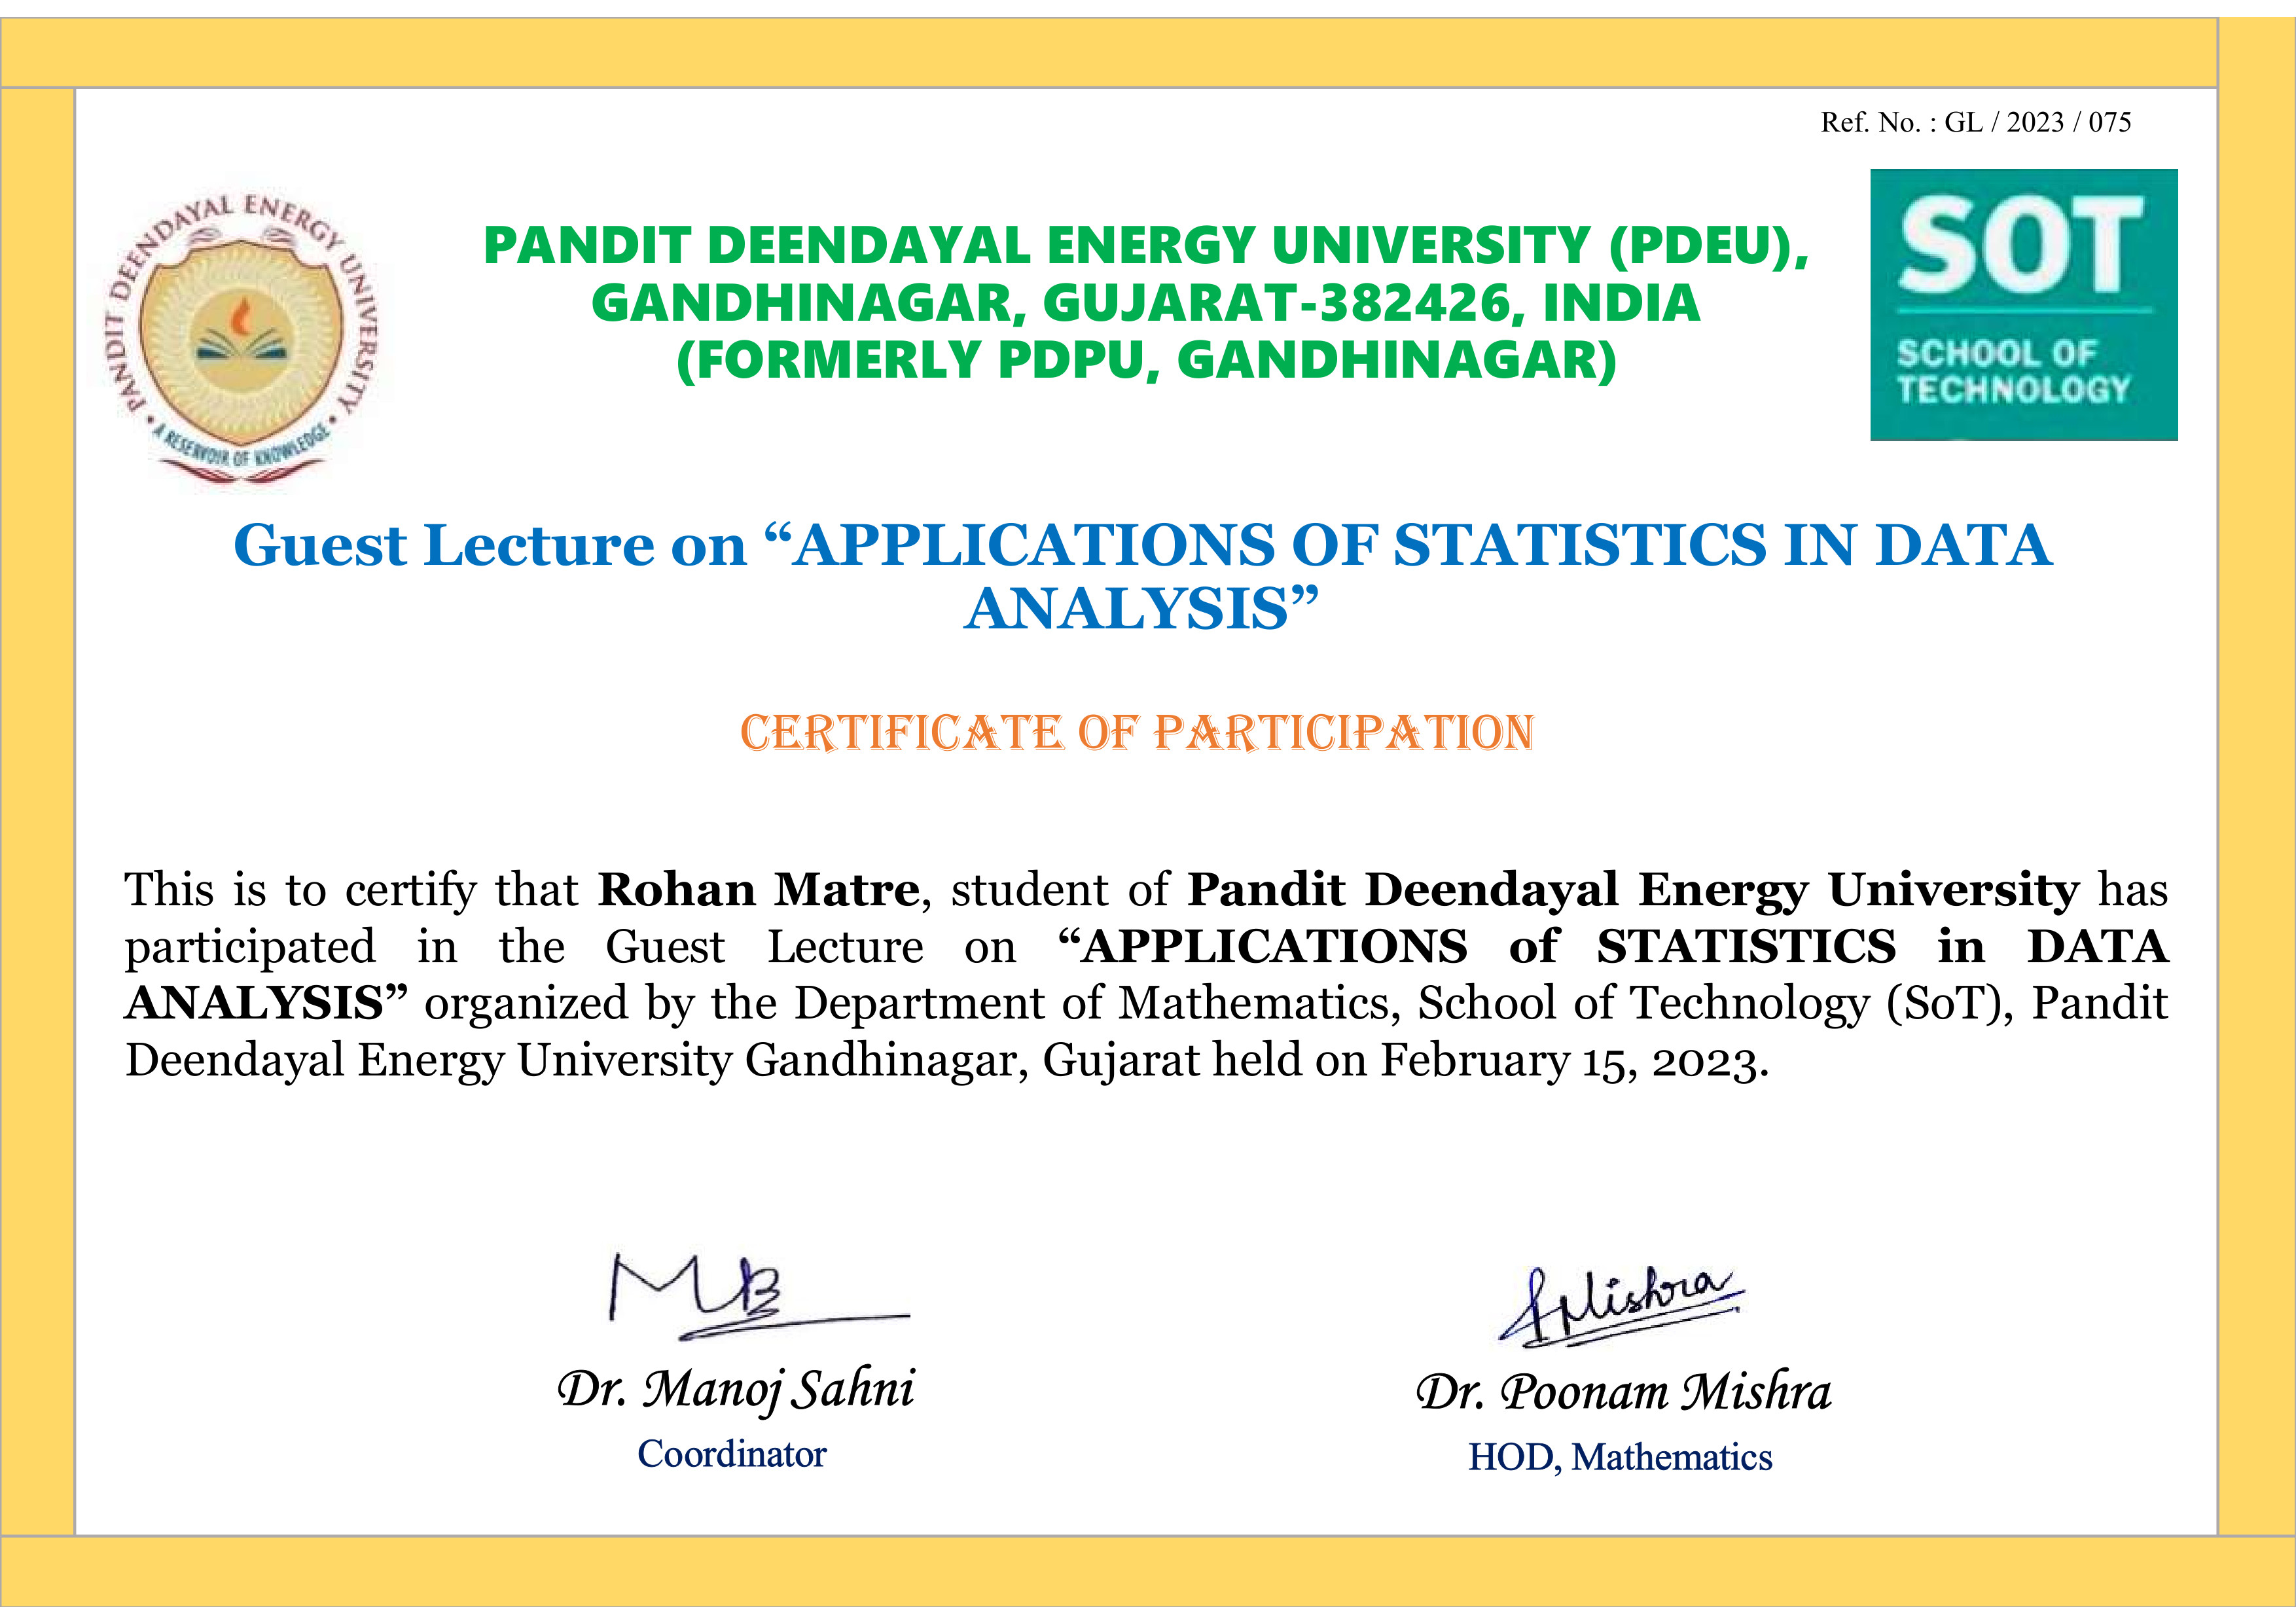 Ref. No. : GL / 2023 / 075
PANDIT DEENDAYAL ENERGY UNIVERSITY
• A RESERVOIR OF KNOWLEDGE •
PANDIT DEENDAYAL ENERGY UNIVERSITY (PDEU),
GANDHINAGAR, GUJARAT-382426, INDIA
(FORMERLY PDPU, GANDHINAGAR)
SOT
SCHOOL OF
TECHNOLOGY
Guest Lecture on “APPLICATIONS OF STATISTICS IN DATA
ANALYSIS”
CERTIFICATE OF PARTICIPATION
This is to certify that Rohan Matre, student of Pandit Deendayal Energy University has
participated in the Guest Lecture on “APPLICATIONS of STATISTICS in DATA
ANALYSIS” organized by the Department of Mathematics, School of Technology (SoT), Pandit
Deendayal Energy University Gandhinagar, Gujarat held on February 15, 2023.
Mishra
Dr. Manoj Sahni
Dr. Poonam Mishra
Coordinator
HOD, Mathematics